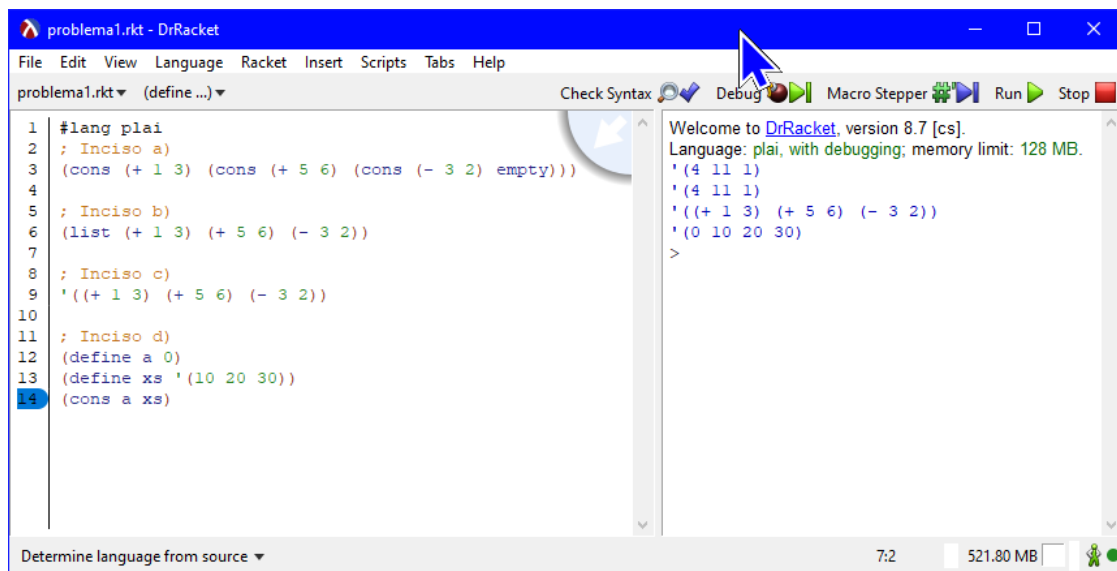 problema1.rkt - DrRacket
File Edit View Language Racket Insert Scripts Tabs Help
problema1.rkt (define ...) Check Syntax Debug Macro Stepper Run Stop
1 #lang plai
2 ; Inciso a)
3 (cons (+ 1 3) (cons (+ 5 6) (cons (- 3 2) empty)))
4
5 ; Inciso b)
6 (list (+ 1 3) (+ 5 6) (- 3 2))
7
8 ; Inciso c)
9 '((+ 1 3) (+ 5 6) (- 3 2))
10
11 ; Inciso d)
12 (define a 0)
13 (define xs '(10 20 30))
14 (cons a xs)
Welcome to DrRacket, version 8.7 [cs].
Language: plai, with debugging; memory limit: 128 MB.
'(4 11 1)
'(4 11 1)
'((+ 1 3) (+ 5 6) (- 3 2))
'(0 10 20 30)
>
Determine language from source 7:2 521.80 MB